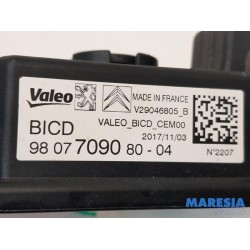 Valeo
MADE IN FRANCE
V29046805_B
BICD
VALEO_BICD_CEM00
2017/11/03
98 07 7090 80 - 04
N°2207
MARESIA